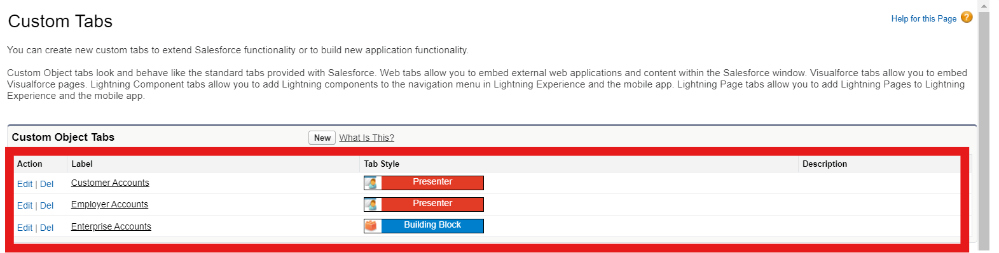 Custom Tabs
Help for this Page ?
You can create new custom tabs to extend Salesforce functionality or to build new application functionality.
Custom Object tabs look and behave like the standard tabs provided with Salesforce. Web tabs allow you to embed external web applications and content within the Salesforce window. Visualforce tabs allow you to embed
Visualforce pages. Lightning Component tabs allow you to add Lightning components to the navigation menu in Lightning Experience and the mobile app. Lightning Page tabs allow you to add Lightning Pages to Lightning
Experience and the mobile app.
Custom Object Tabs New What Is This?
Action Label Tab Style Description
Edit | Del Customer Accounts Presenter
Edit | Del Employer Accounts Presenter
Edit | Del Enterprise Accounts Building Block